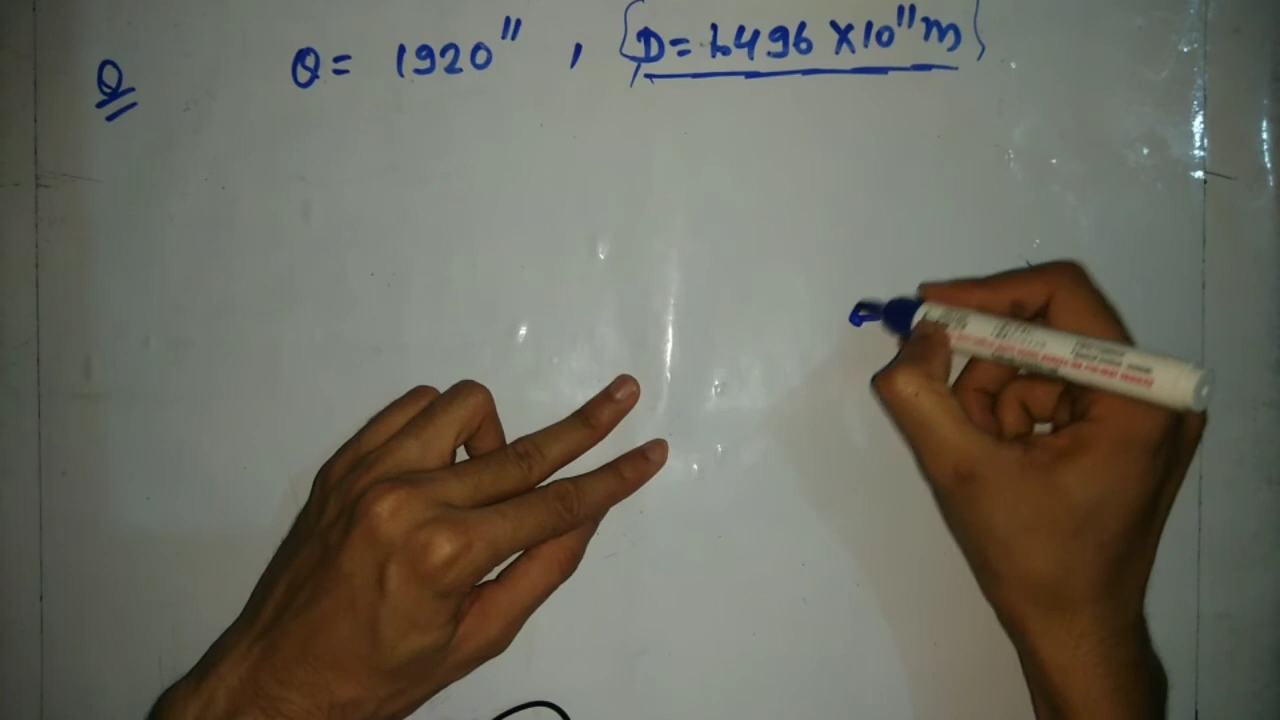 Q θ = 1920" , (D = 1.496 × 10¹¹ m)